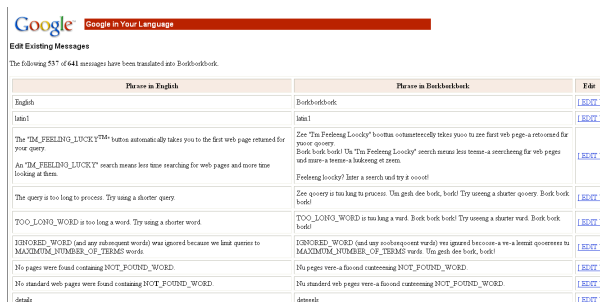 Google™ Google in Your Language
Edit Existing Messages
The following 537 of 641 messages have been translated into Borkborkbork.
Phrase in English Phrase in Borkborkbork Edit
English Borkborkbork [ EDIT
latin1 latin1 [ EDIT
The "IM_FEELING_LUCKY™" button automatically takes you to the first web page returned for your query.
An "IM_FEELING_LUCKY" search means less time searching for web pages and more time looking at them.
Zee "I'm Feeleeng Loocky" boottun ootumeteecelly tekes yuoo tu zee furst veb pege-a retoorned fur yuoor qooery.
Bork bork bork! Un "I'm Feeleeng Loocky" seerch meuns less teeme-a seercheeng fur veb peges und mure-a teeme-a luukeeng et zeem.
Feeleeng loocky? Inter a seerch und try it oooot!
[ EDIT
The query is too long to process. Try using a shorter query.
Zee qooery is tuu lung tu prucess. Um gesh dee bork, bork! Try useeng a shurter qooery. Bork bork bork!
[ EDIT
TOO_LONG_WORD is too long a word. Try using a shorter word.
TOO_LONG_WORD is tuu lung a vurd. Bork bork bork! Try useeng a shurter vurd. Bork bork bork!
[ EDIT
IGNORED_WORD (and any subsequent words) was ignored because we limit queries to MAXIMUM_NUMBER_OF_TERMS words.
IGNORED_WORD (und uny soobseqooent vurds) ves ignured becoose-a ve-a leemit qooereees tu MAXIMUM_NUMBER_OF_TERMS vurds. Um gesh dee bork, bork!
[ EDIT
No pages were found containing NOT_FOUND_WORD. Nu peges vere-a fuoond cunteeening NOT_FOUND_WORD. [ EDIT
No standard web pages were found containing NOT_FOUND_WORD. Nu stunderd veb peges vere-a fuoond cunteeening NOT_FOUND_WORD. [ EDIT
details deteeels [ EDIT